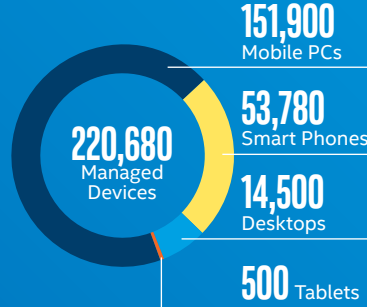 151,900
Mobile PCs
220,680
Managed
Devices
53,780
Smart Phones
14,500
Desktops
500 Tablets